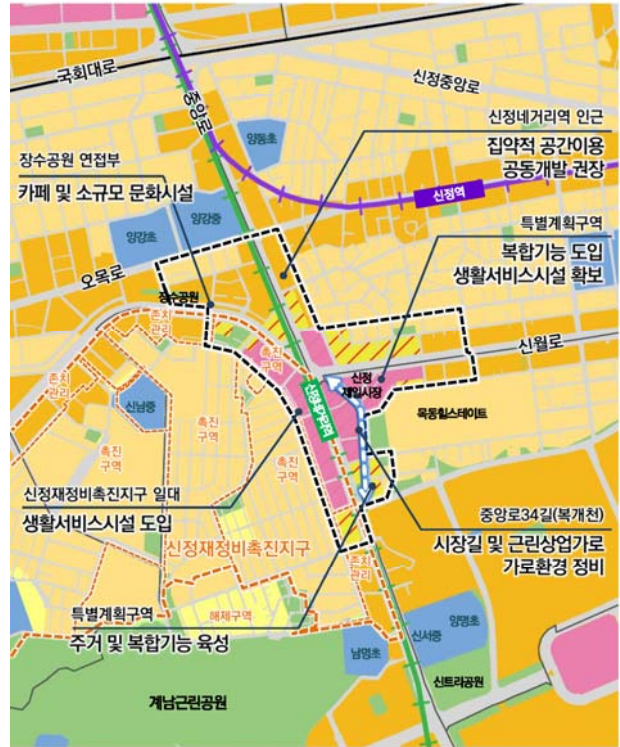 국회대로
신정중앙로
중앙로
양동초
신정네거리역 인근
집약적 공간이용
공동개발 권장
장수공원 연접부
카페 및 소규모 문화시설
신정역
양강중
양강초
특별계획구역
복합기능 도입
생활서비스시설 확보
오목로
장수공원
존치
관리
촉진
구역
신월로
존치
관리
신정
제일시장
신남중
신정네거리역
목동힐스테이트
촉진
구역
촉진
구역
촉진
구역
신정재정비촉진지구 일대
생활서비스시설 도입
중앙로34길(복개천)
시장길 및 근린상업가로
가로환경 정비
신정재정비촉진지구
존치
관리
특별계획구역
주거 및 복합기능 육성
해제구역
신서중
양명초
남명초
신트리공원
계남근린공원